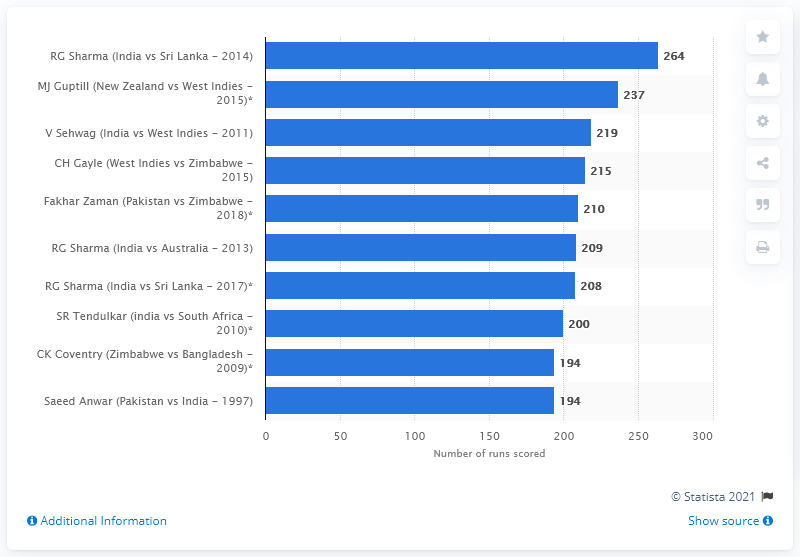 RG Sharma (India vs Sri Lanka - 2014)
264
MJ Guptill (New Zealand vs West Indies -
2015)*
237
V Sehwag (India vs West Indies - 2011)
219
CH Gayle (West Indies vs Zimbabwe -
2015)
215
Fakhar Zaman (Pakistan vs Zimbabwe -
2018)*
210
RG Sharma (India vs Australia - 2013)
209
RG Sharma (India vs Sri Lanka - 2017)*
208
SR Tendulkar (india vs South Africa -
2010)*
200
CK Coventry (Zimbabwe vs Bangladesh -
2009)*
194
Saeed Anwar (Pakistan vs India - 1997)
194
0 50 100 150 200 250 300
Number of runs scored
© Statista 2021
Additional Information
Show source